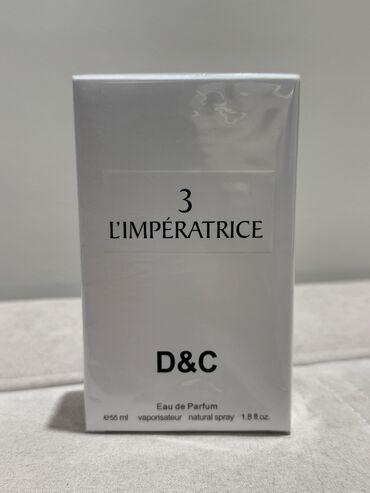 3
L'IMPÉRATRICE
D&C
Eau de Parfum
℮55 ml vaporisateur natural spray 1.8 fl.oz.